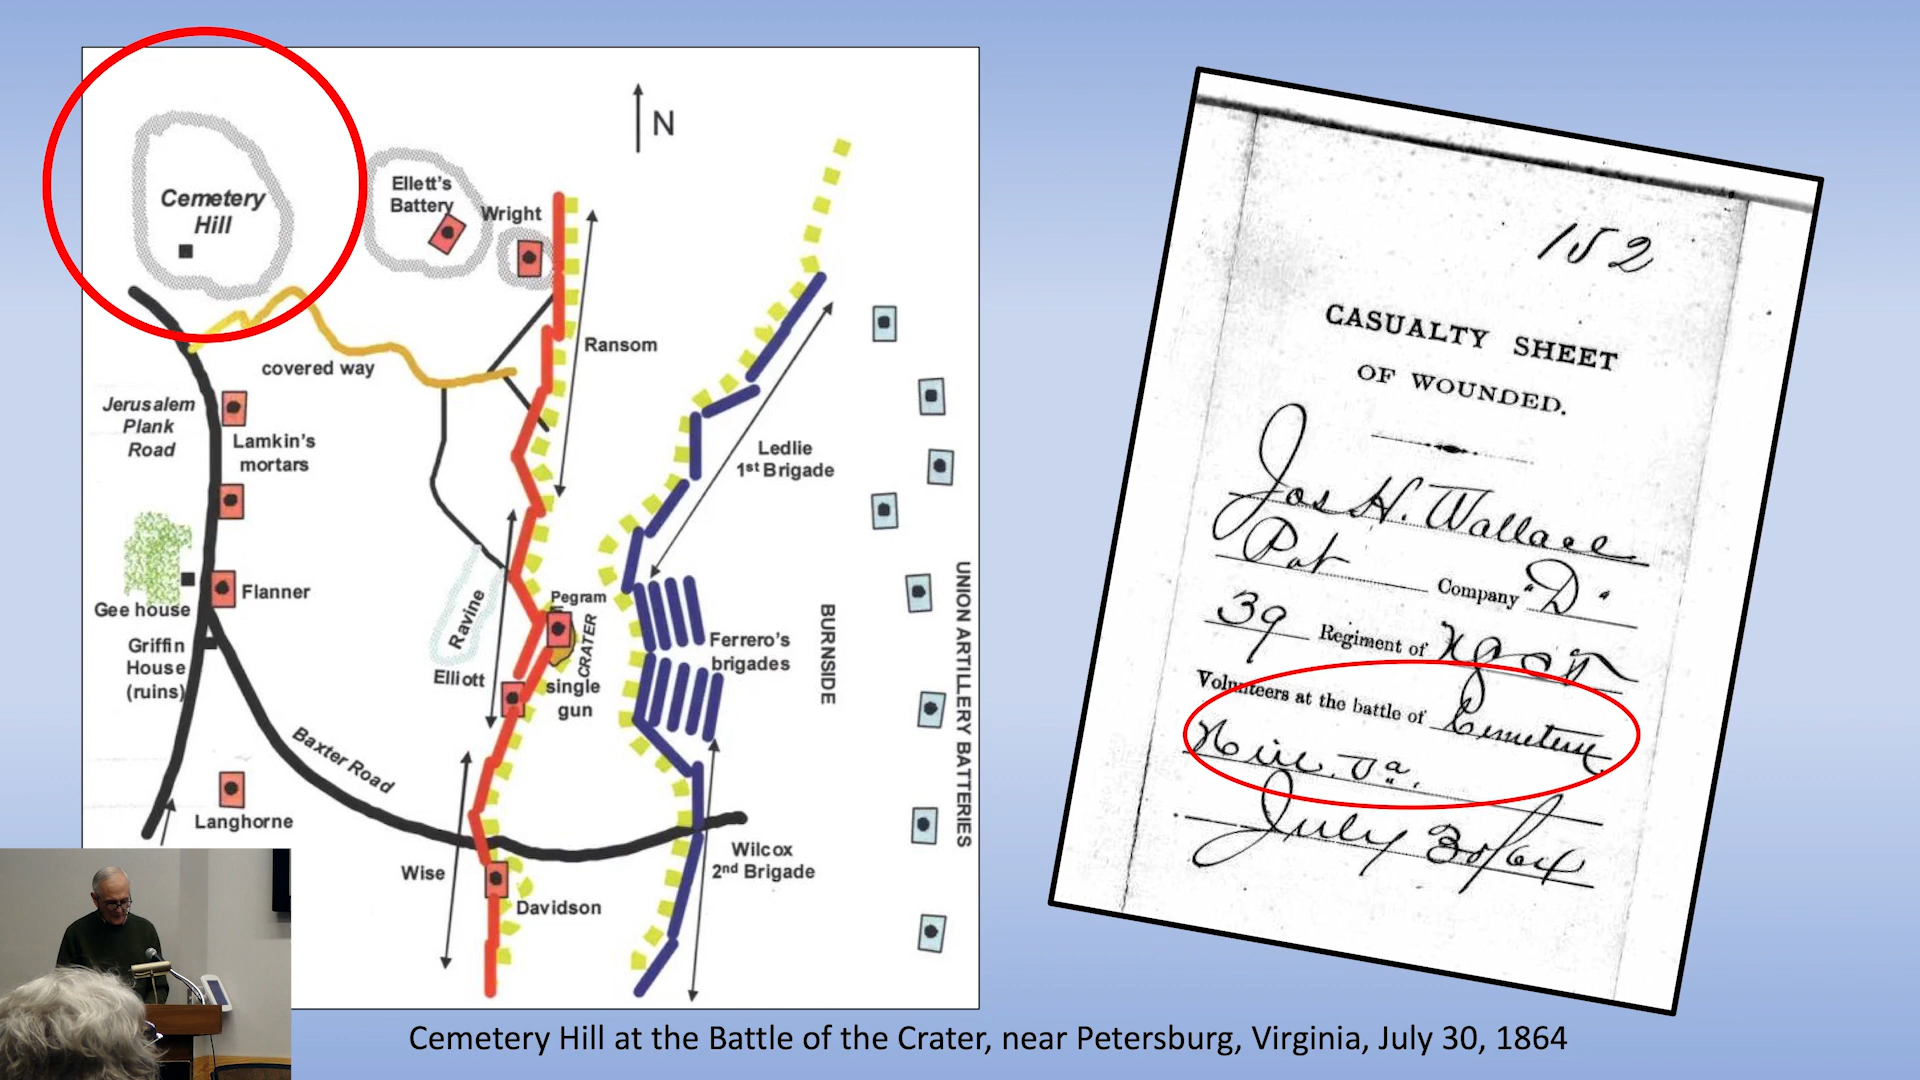 N
Cemetery
Hill
Ellett's
Battery
Wright
Ransom
covered way
Jerusalem
Plank
Road
Lamkin's
mortars
Ledlie
1st Brigade
Flanner
Gee house
Griffin
House
(ruins)
Ravine
Elliott
Pegram
CRATER
single
gun
Ferrero's
brigades
BURNSIDE
UNION ARTILLERY BATTERIES
Baxter Road
Langhorne
Wise
Davidson
Wilcox
2nd Brigade
152
CASUALTY SHEET
OF WOUNDED.
Jos H. Wallace
Pvt Company "D"
39 Regiment of
Volunteers at the battle of Cemetery
Hill. Va.
July 30/64
Cemetery Hill at the Battle of the Crater, near Petersburg, Virginia, July 30, 1864